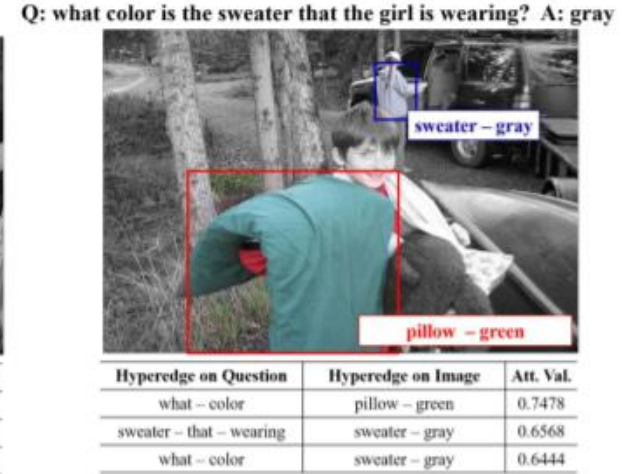 Q: what color is the sweater that the girl is wearing? A: gray
sweater – gray
pillow – green
Hyperedge on Question Hyperedge on Image Att. Val.
what – color pillow – green 0.7478
sweater – that – wearing sweater – gray 0.6568
what – color sweater – gray 0.6444